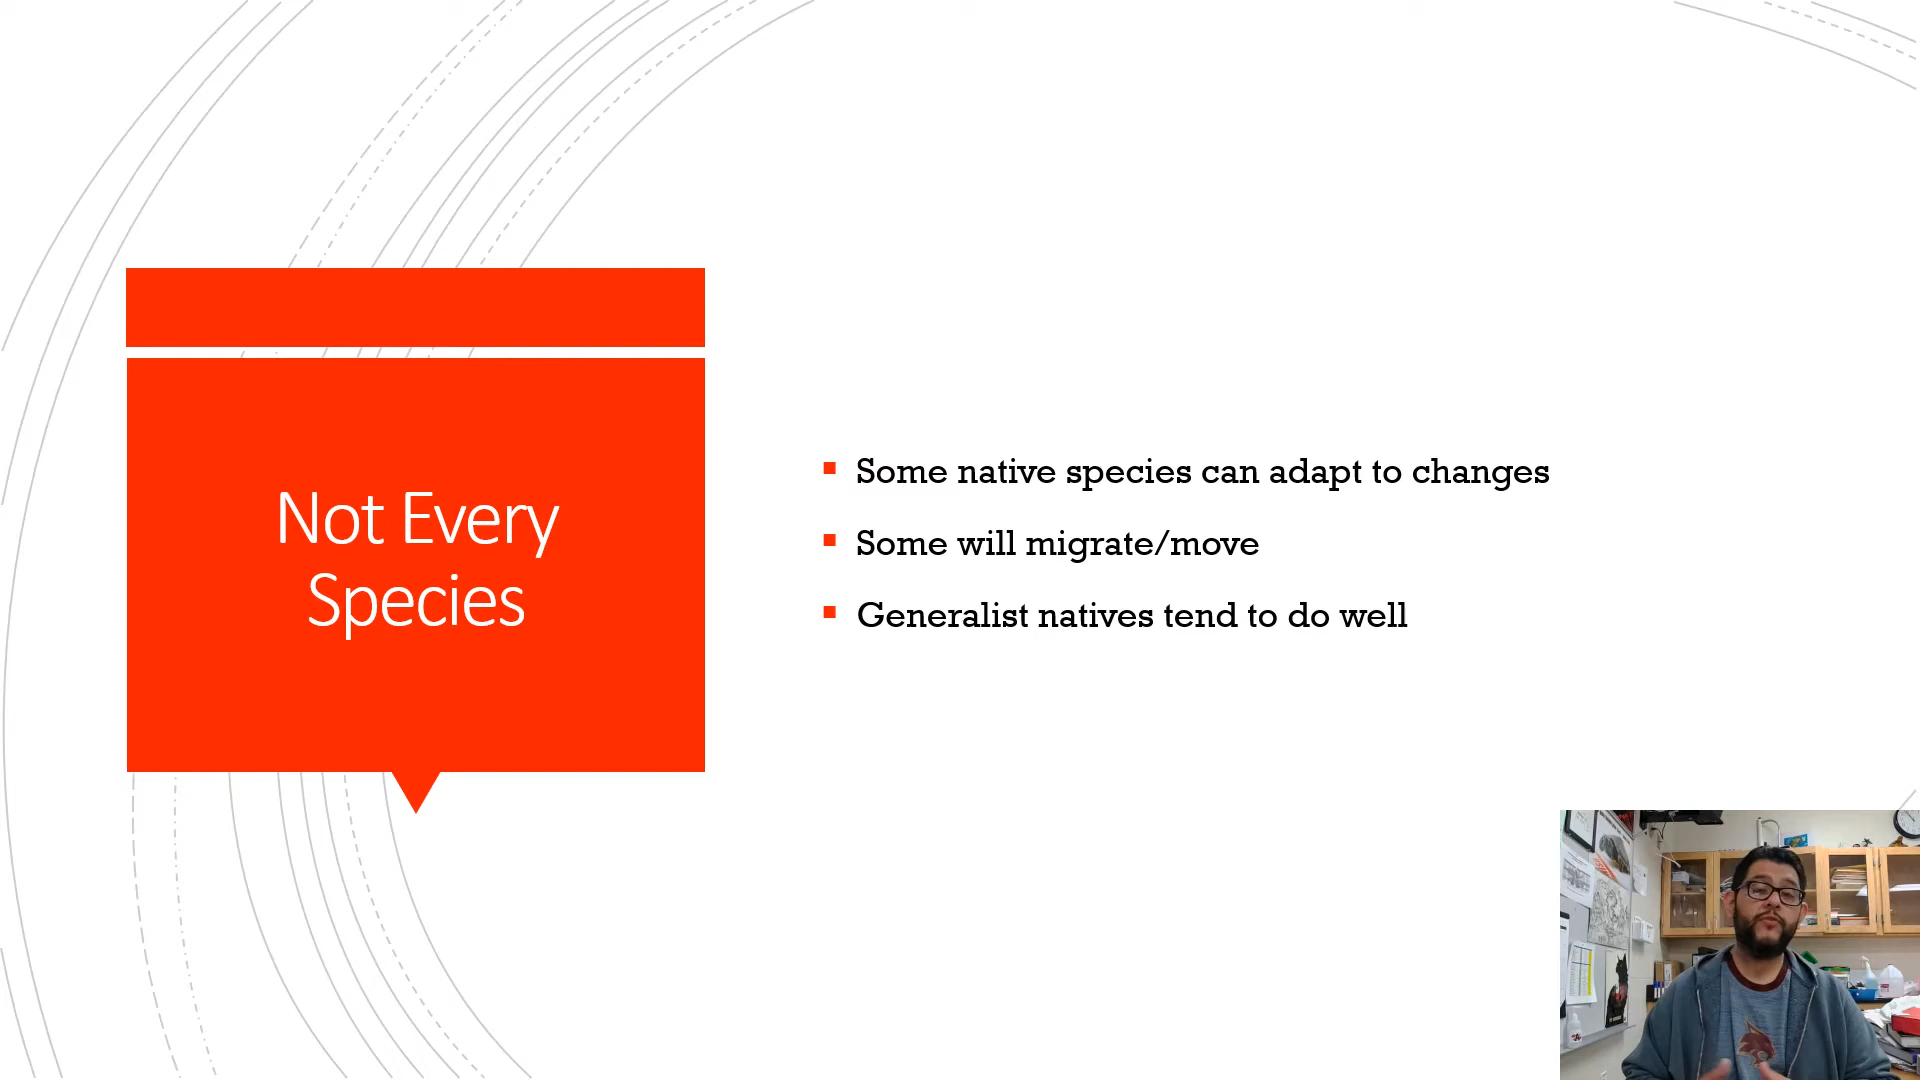 Not Every
Species
Some native species can adapt to changes
Some will migrate/move
Generalist natives tend to do well